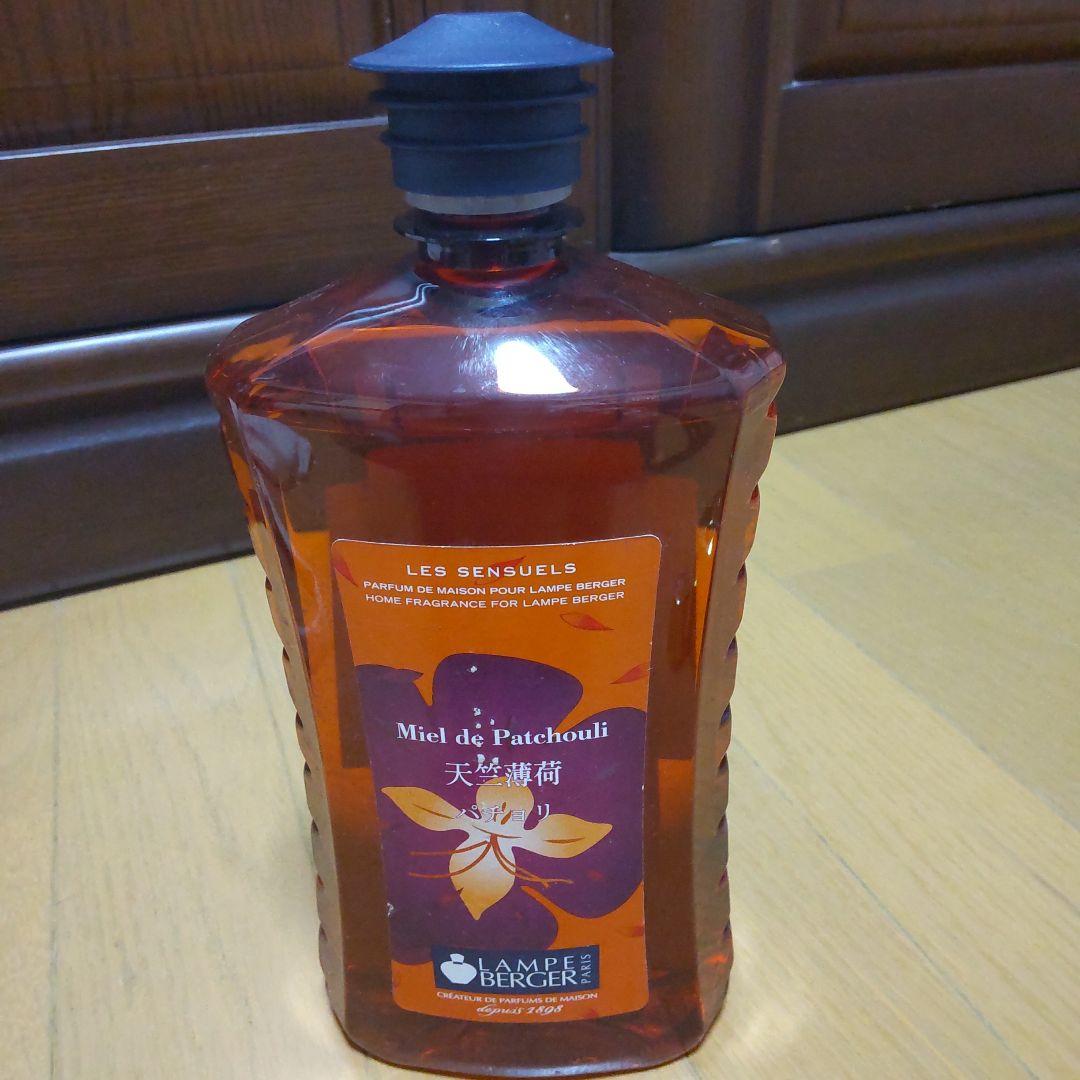 LES SENSUELS
PARFUM DE MAISON POUR LAMPE BERGER
HOME FRAGRANCE FOR LAMPE BERGER
Miel de Patchouli
天竺薄荷
パチョリ
LAMPE
BERGER
PARIS
CRÉATEUR DE PARFUMS DE MAISON
depuis 1898